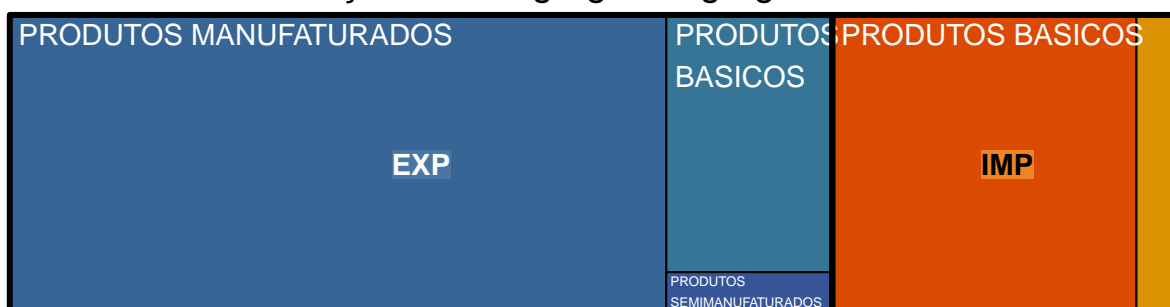 PRODUTOS MANUFATURADOS
PRODUTOS
BASICOS
PRODUTOS BASICOS
EXP
IMP
PRODUTOS
SEMIMANUFATURADOS